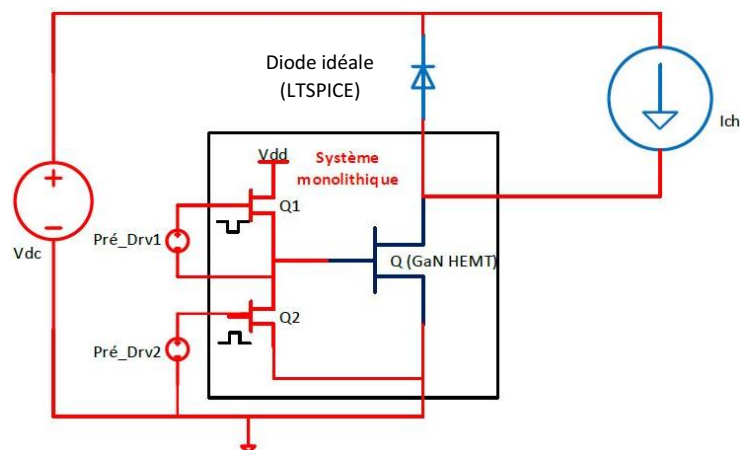 Diode idéale
(LTSPICE)
Ich
Vdd
Système
monolithique
Q1
Vdc
Pré_Drv1
Q (GaN HEMT)
Q2
Pré_Drv2